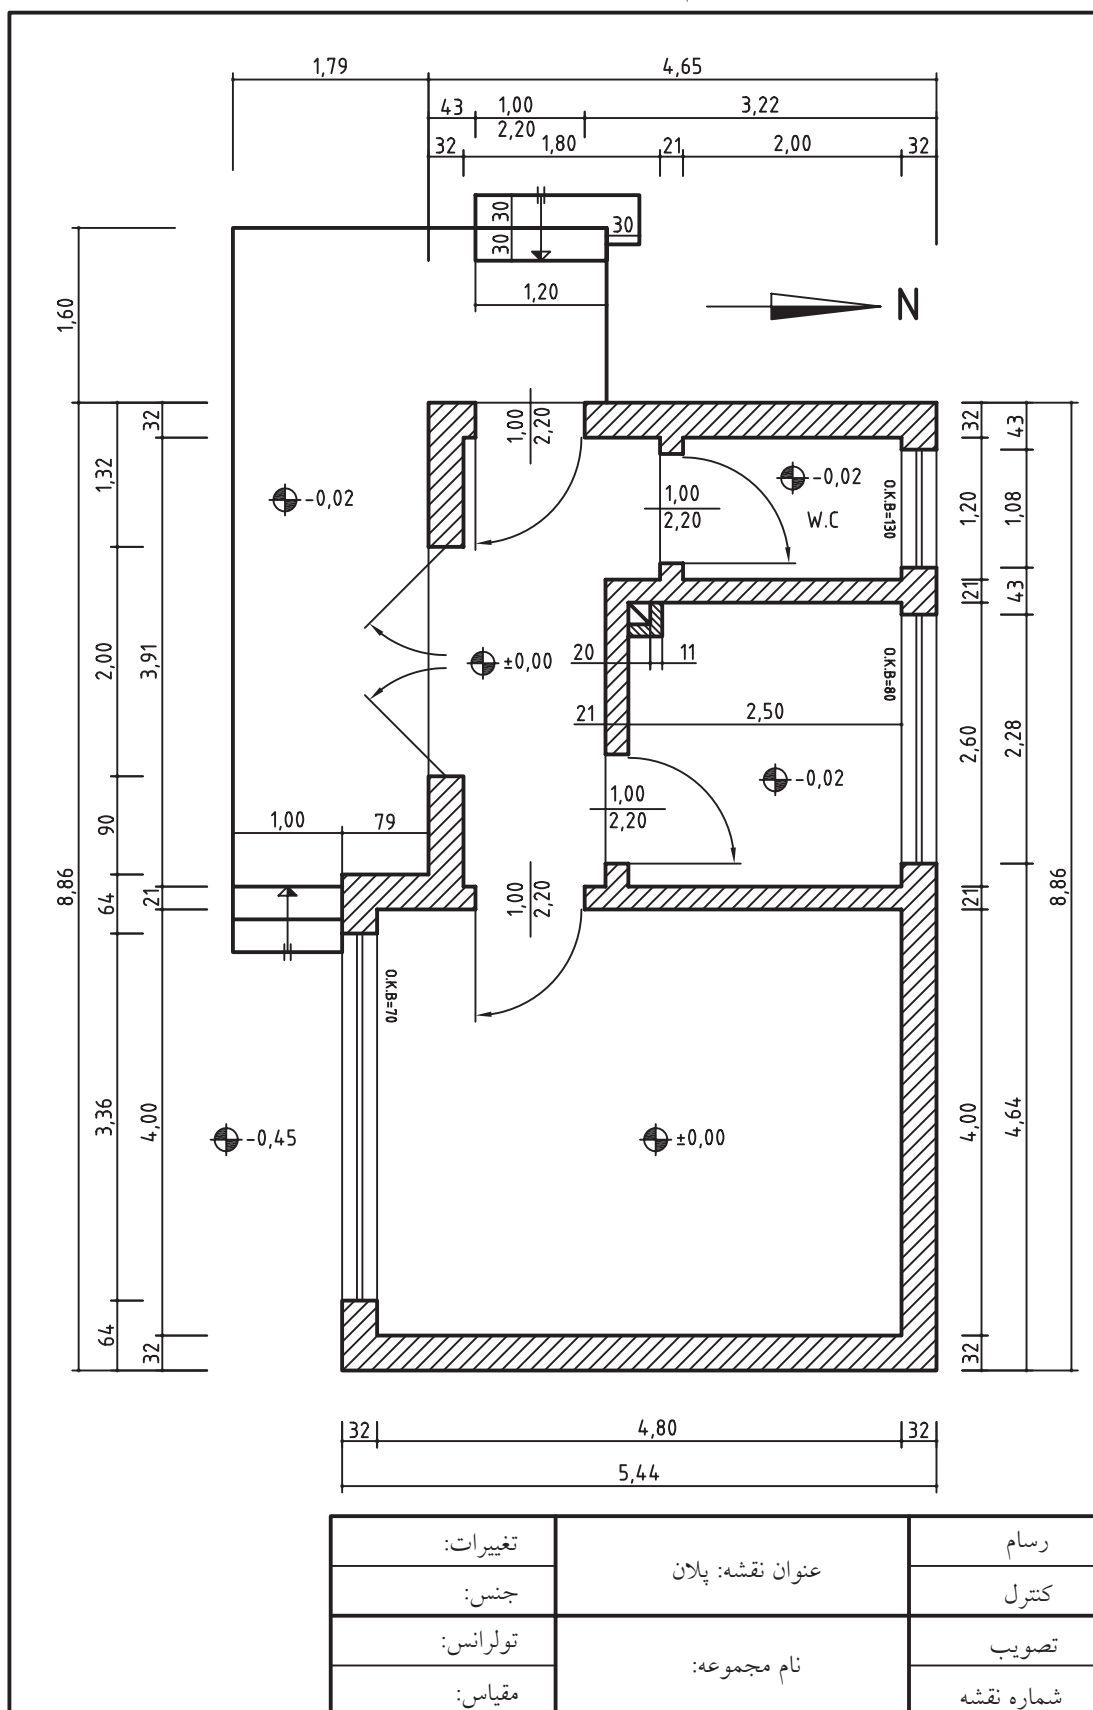 1,79 4,65
43 1,00 3,22
2,20
32 1,80 21 2,00 32
30
30
30
1,20
N
1,60
8,86
32
1,32
2,00
3,91
90
64
21
3,36
4,00
64
32
1,00
2,20
-0,02
-0,02
W.C
1,00
2,20
O.K.B=130
±0,00
20 11
O.K.B=80
21 2,50
-0,02
1,00
2,20
1,00 79
1,00
2,20
O.K.B=70
-0,45
±0,00
32
1,20
21
2,60
21
4,00
32
43
1,08
43
2,28
4,64
8,86
32 4,80 32
5,44
رسام
کنترل
تصویب
شماره نقشه
عنوان نقشه: پلان
نام مجموعه:
تغییرات:
جنس:
تولرانس:
مقیاس: